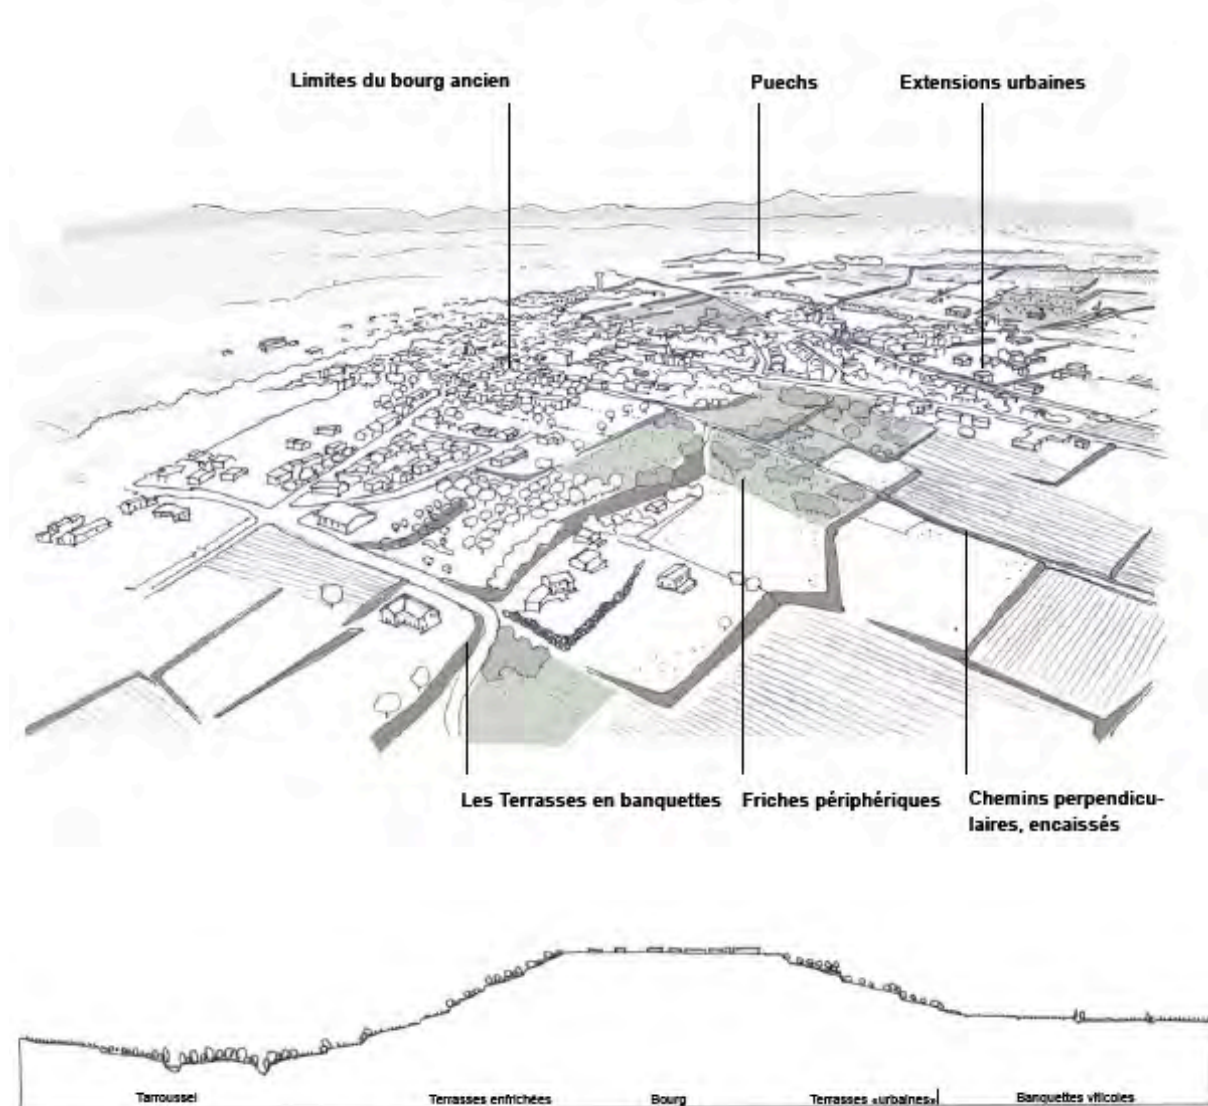 Limites du bourg ancien
Puechs
Extensions urbaines
Les Terrasses en banquettes
Friches périphériques
Chemins perpendicu-
laires, encaissés
Tarroussel
Terrasses enfrichées
Bourg
Terrasses «urbaines»
Banquettes viticoles